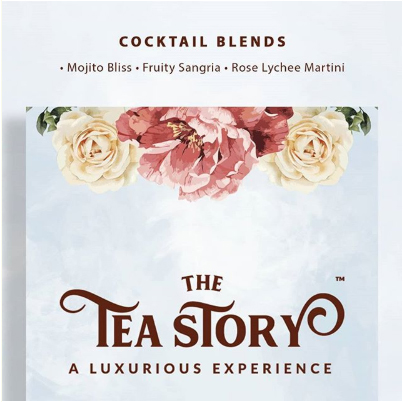 COCKTAIL BLENDS
• Mojito Bliss • Fruity Sangria • Rose Lychee Martini
THE
TEA STORY™
A LUXURIOUS EXPERIENCE